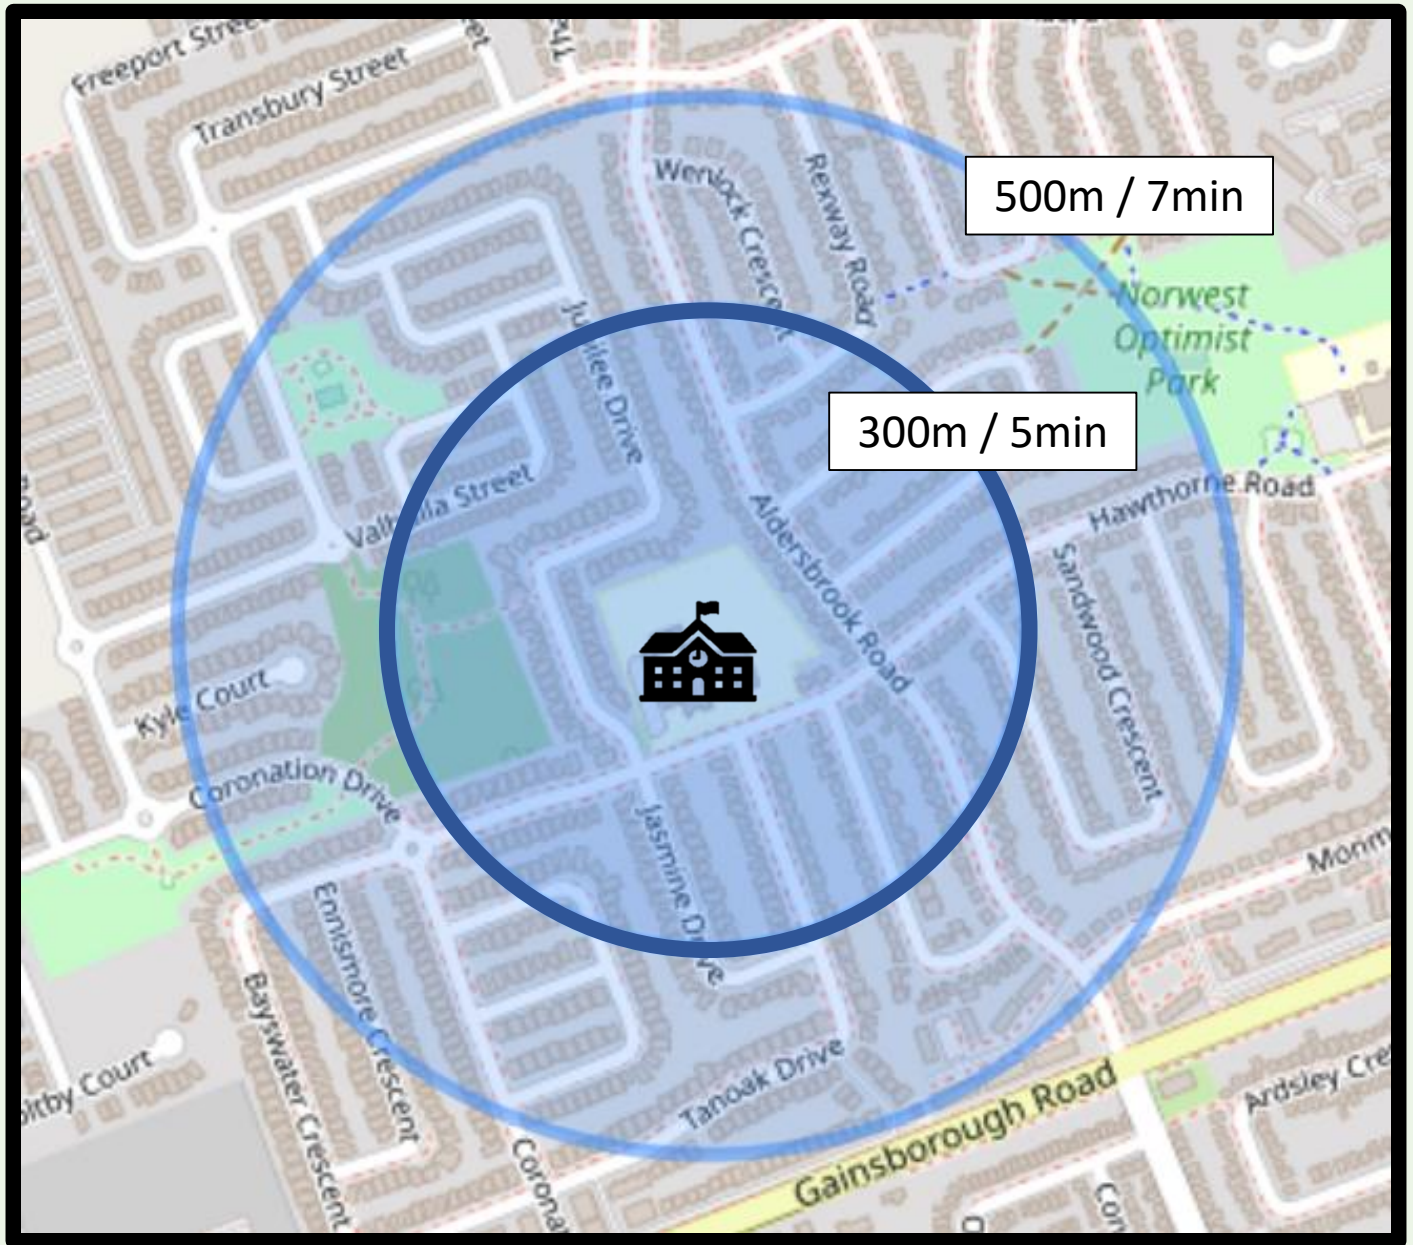 Freeport
Transbury Street
Wenlock Crescent
Rexway Road
500m / 7min
Norwest
Optimist
Park
Jubilee Drive
300m / 5min
Valhalla Street
Hawthorne Road
Aldersbrook Road
Sandwood Crescent
Kyle Court
Coronation Drive
Jasmine Drive
Ennismore Crescent
Bayswater Crescent
Tanoak Drive
Gainsborough Road
Court
Ardsley